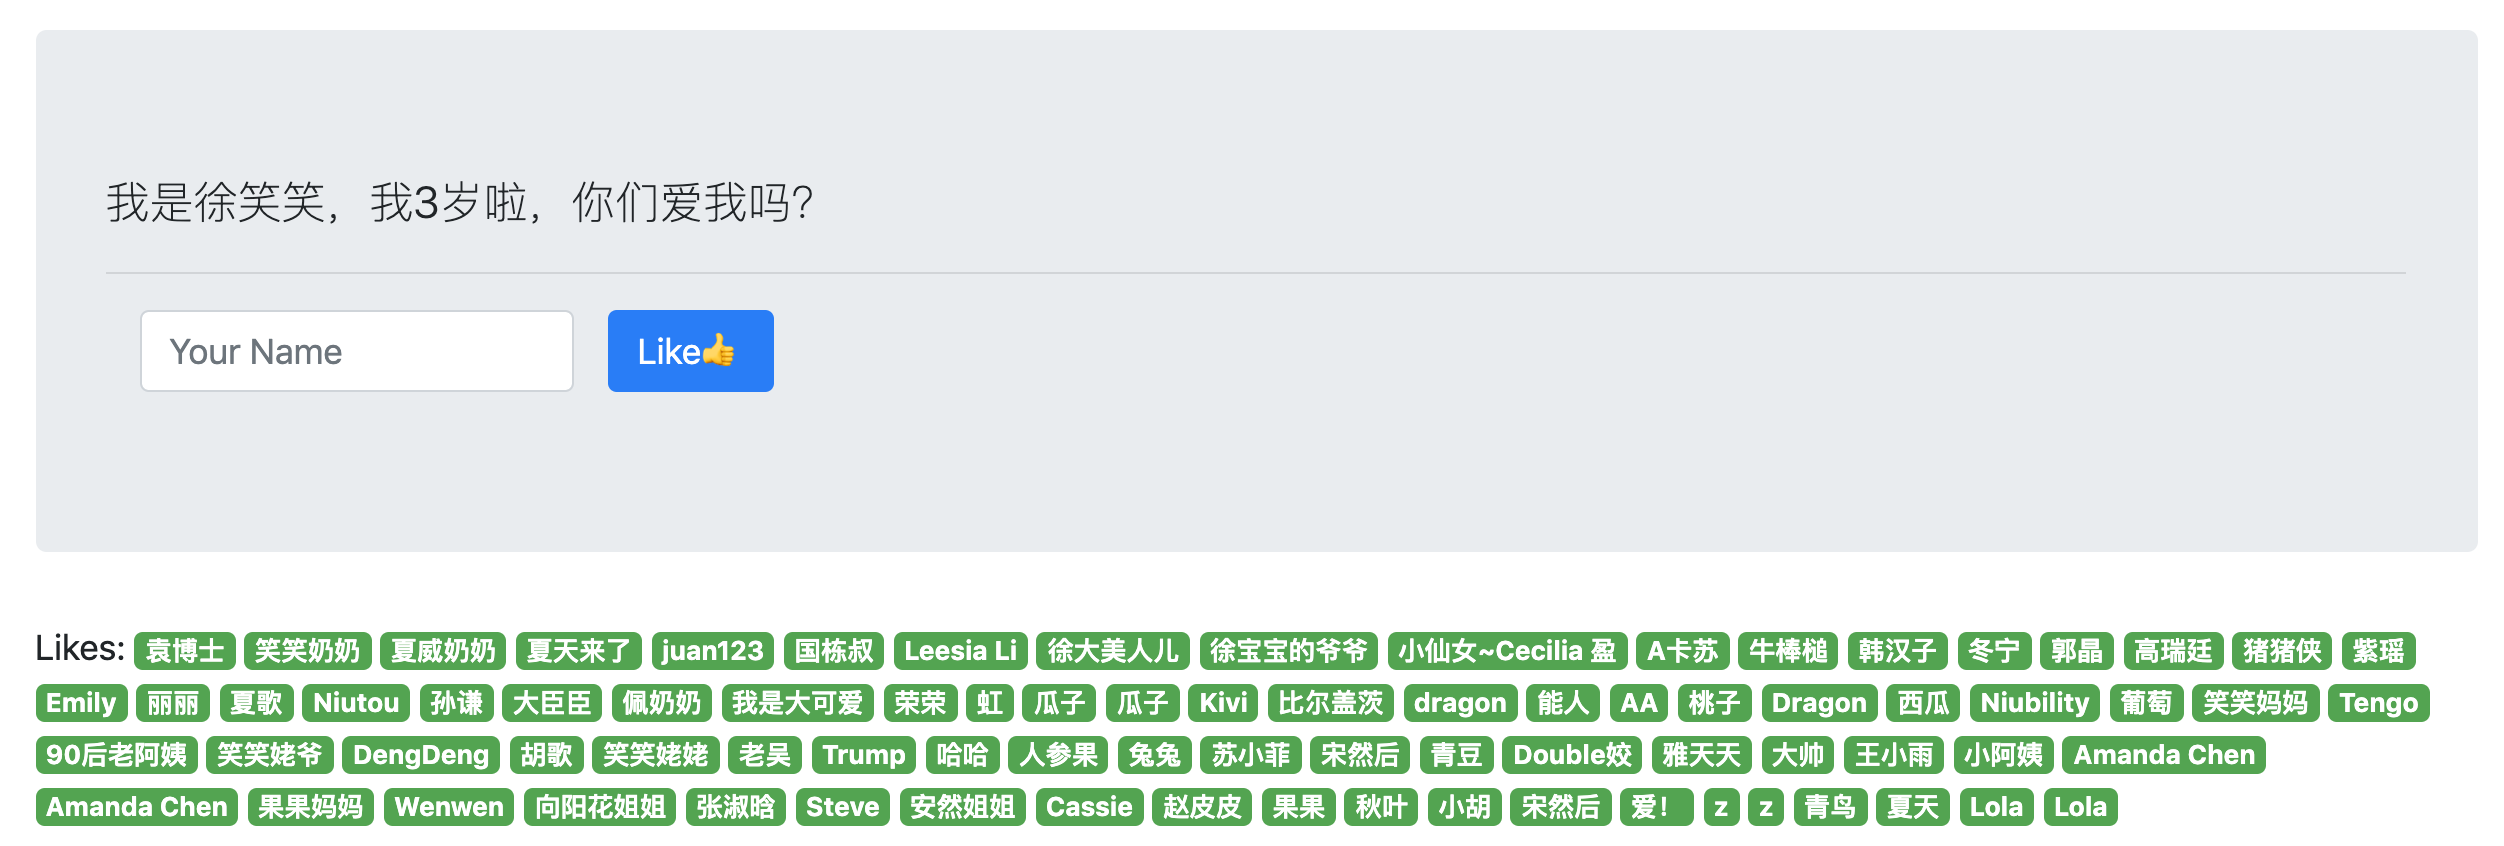 我是徐笑笑，我3岁啦，你们爱我吗？
Your Name
Like👍
Likes: 袁博士 笑笑奶奶 夏威奶奶 夏天来了 juan123 国栋叔 Leesia Li 徐大美人儿 徐宝宝的爷爷 小仙女~Cecilia 盈 A卡苏 牛棒槌 韩汉子 冬宁 郭晶 高瑞廷 猪猪侠 紫瑶
Emily 丽丽 夏歌 Niutou 孙谦 大臣臣 佩奶奶 我是大可爱 荣荣 虹 瓜子 瓜子 Kivi 比尔盖茨 dragon 能人 AA 桃子 Dragon 西瓜 Niubility 葡萄 笑笑妈妈 Tengo
90后老阿姨 笑笑姥爷 DengDeng 胡歌 笑笑姥姥 老吴 Trump 哈哈 人参果 兔兔 苏小菲 宋然后 青豆 Double姣 雅天天 大帅 王小雨 小阿姨 Amanda Chen
Amanda Chen 果果妈妈 Wenwen 向阳花姐姐 张淑晗 Steve 安然姐姐 Cassie 赵皮皮 果果 秋叶 小胡 宋然后 爱！ z z 青鸟 夏天 Lola Lola